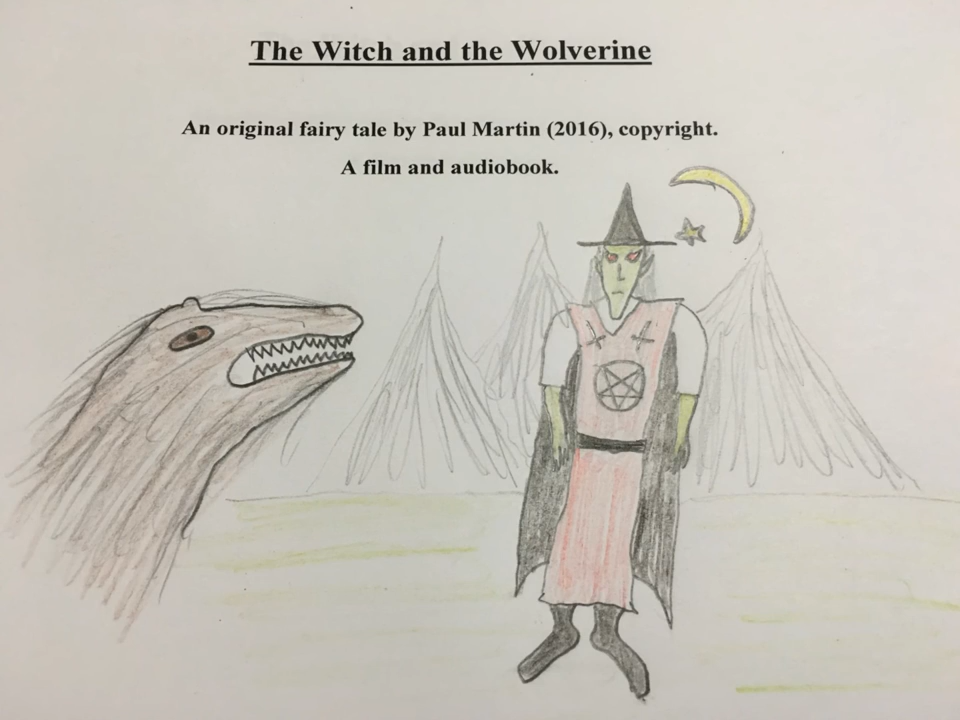 The Witch and the Wolverine
An original fairy tale by Paul Martin (2016), copyright.
A film and audiobook.